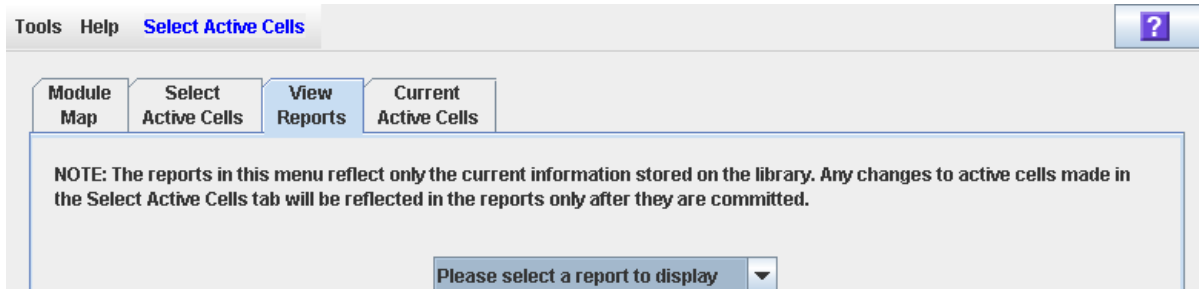 Tools Help Select Active Cells ?
Module Select View Current
Map Active Cells Reports Active Cells
NOTE: The reports in this menu reflect only the current information stored on the library. Any changes to active cells made in
the Select Active Cells tab will be reflected in the reports only after they are committed.
Please select a report to display